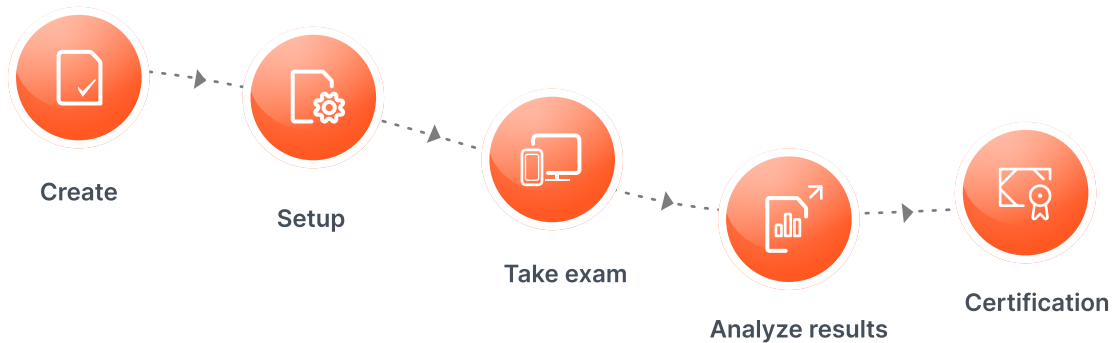 Create
Setup
Take exam
Analyze results
Certification